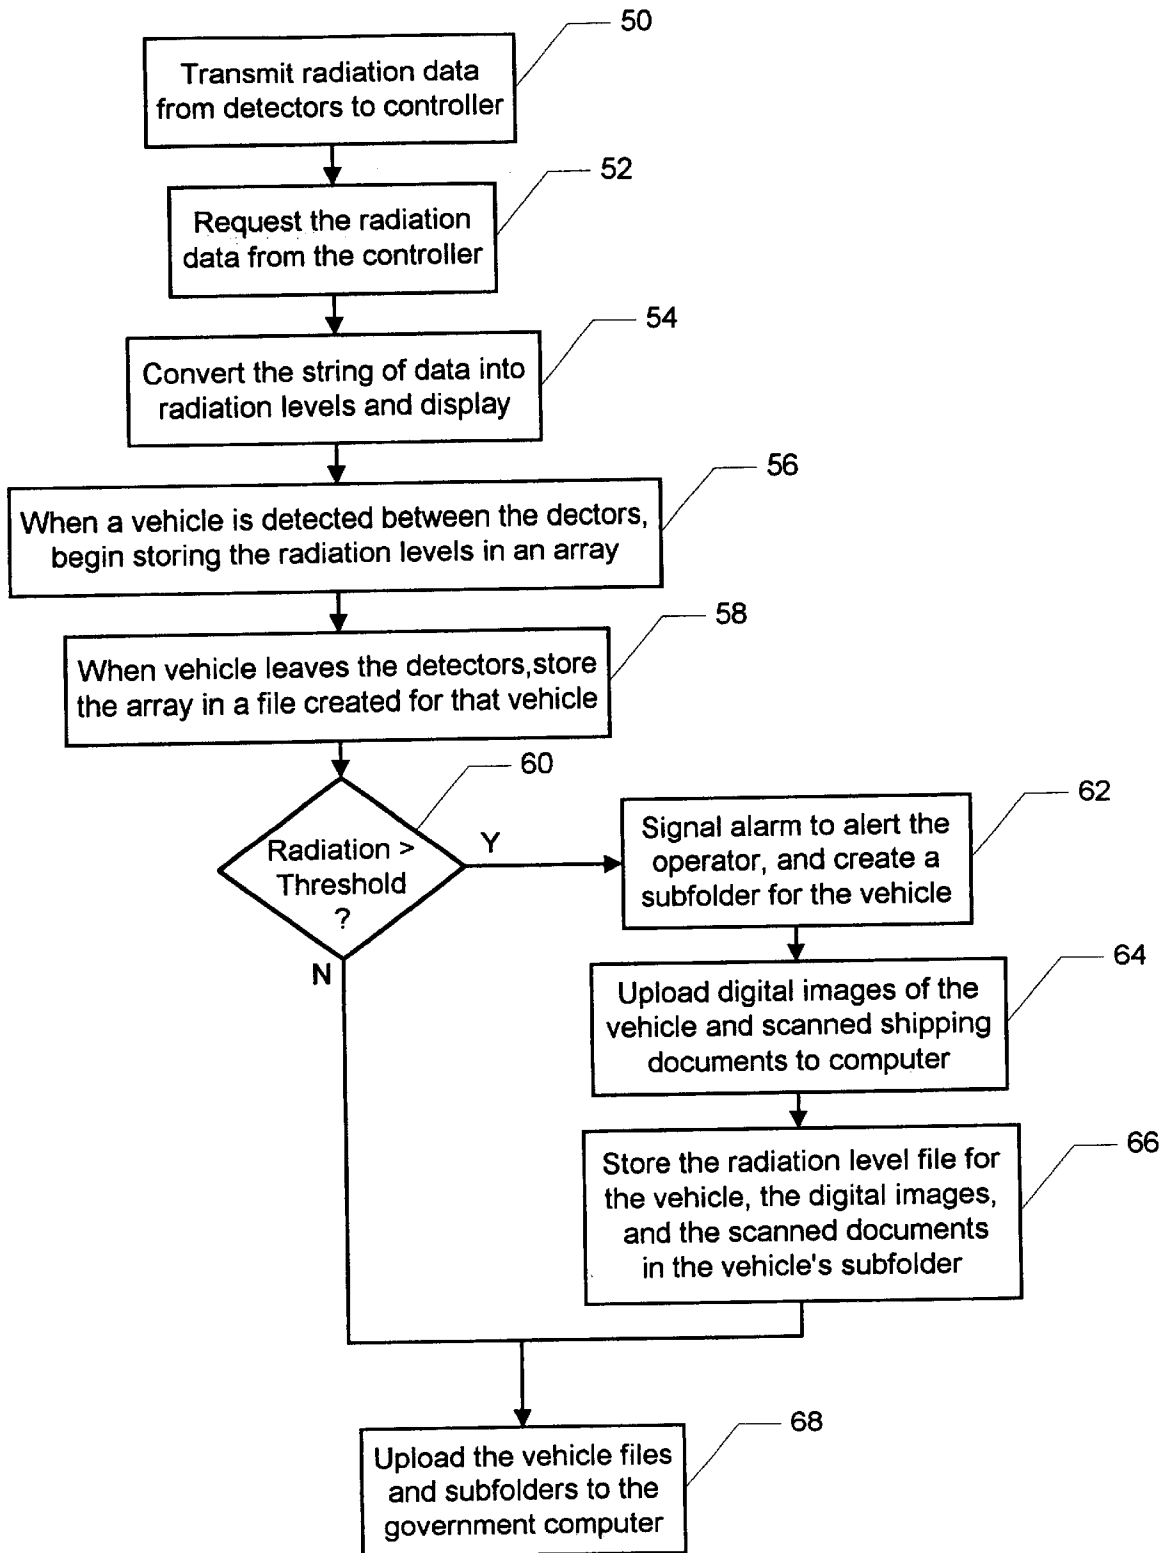 50
Transmit radiation data
from detectors to controller
52
Request the radiation
data from the controller
54
Convert the string of data into
radiation levels and display
56
When a vehicle is detected between the dectors,
begin storing the radiation levels in an array
58
When vehicle leaves the detectors,store
the array in a file created for that vehicle
60
Radiation >
Threshold
?
Y
N
62
Signal alarm to alert the
operator, and create a
subfolder for the vehicle
64
Upload digital images of the
vehicle and scanned shipping
documents to computer
66
Store the radiation level file for
the vehicle, the digital images,
and the scanned documents
in the vehicle's subfolder
68
Upload the vehicle files
and subfolders to the
government computer